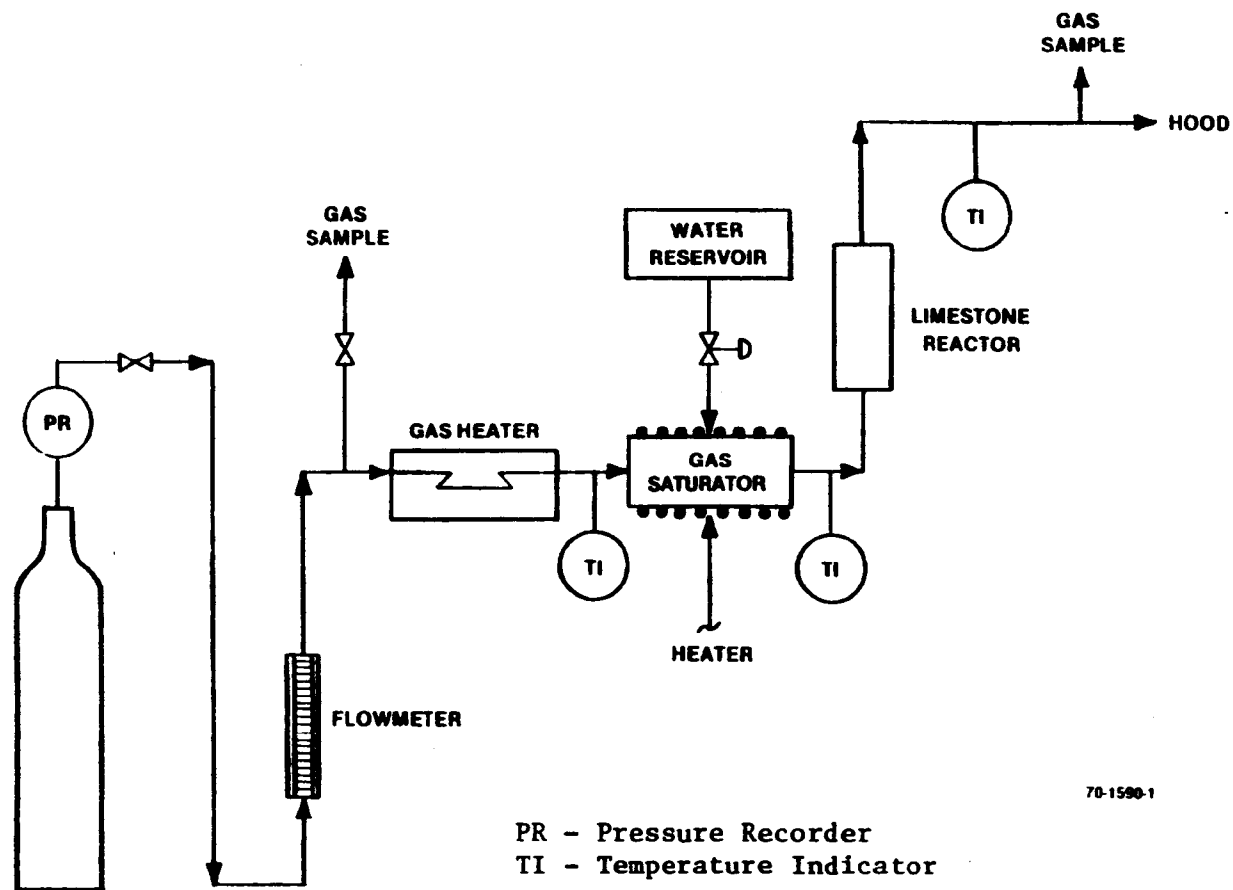 GAS
SAMPLE
HOOD
TI
GAS
SAMPLE
WATER
RESERVOIR
LIMESTONE
REACTOR
PR
GAS HEATER
GAS
SATURATOR
TI
TI
HEATER
FLOWMETER
70-1590-1
PR - Pressure Recorder
TI - Temperature Indicator